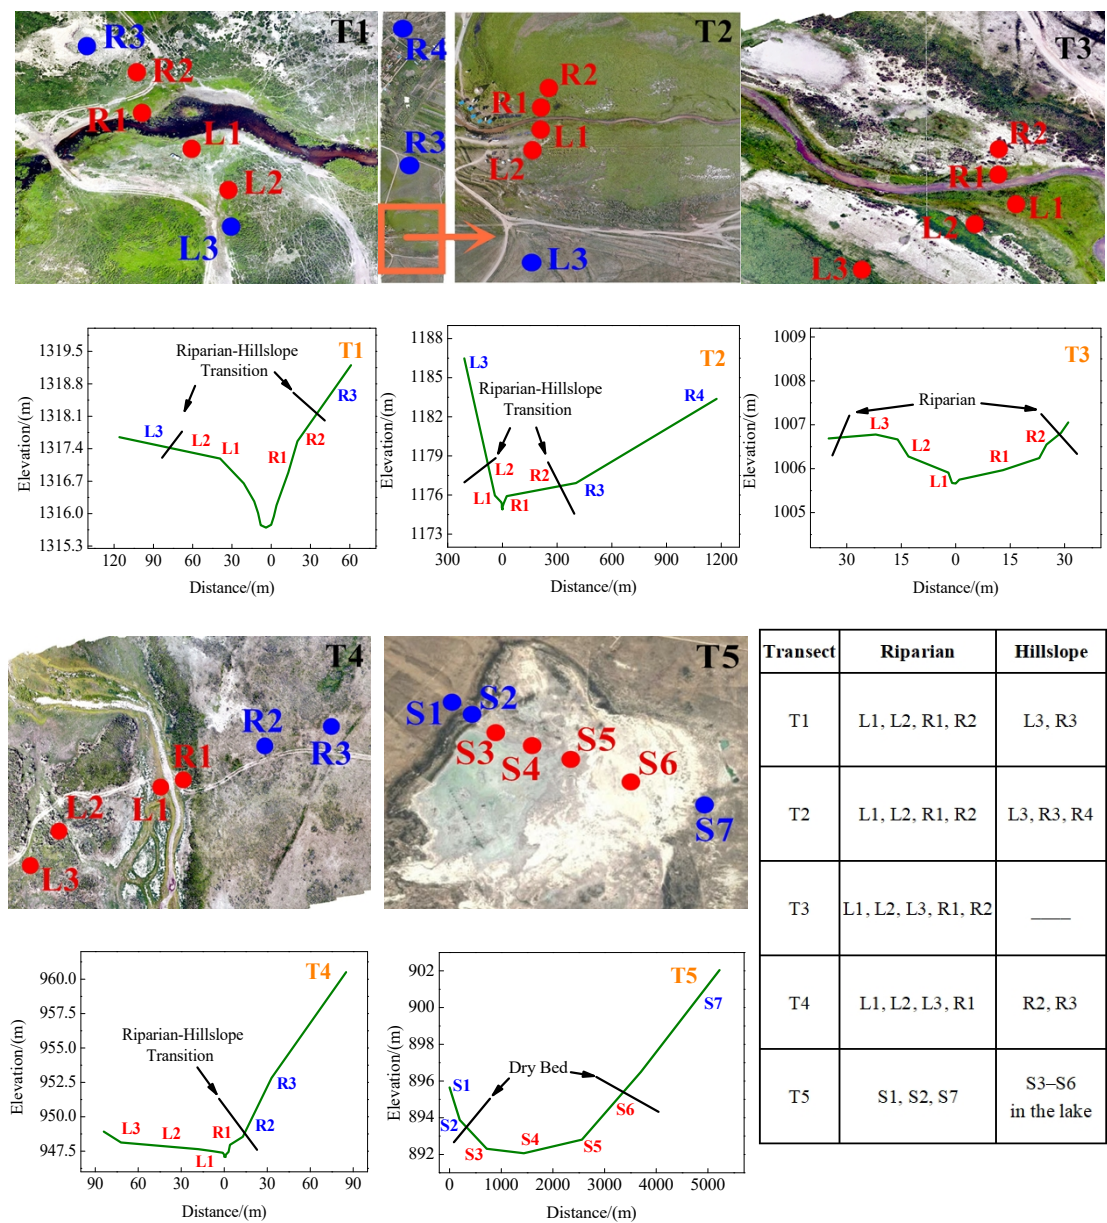 T1
R3
R2
R1
L1
L2
L3
R4
R3
T2
R2
R1
L1
L2
L3
T3
R2
R1
L1
L2
L3
1319.5
1318.8
1318.1
1317.4
1316.7
1316.0
1315.3
Elevation/(m)
Riparian-Hillslope
Transition
T1
L3
L2
L1
R1
R2
R3
120 90 60 30 0 30 60
Distance/(m)
1188
1185
1182
1179
1176
1173
Elevation/(m)
T2
L3
Riparian-Hillslope
Transition
R4
L2
R2
L1
R1
R3
300 0 300 600 900 1200
Distance/(m)
1009
1008
1007
1006
1005
Elevation/(m)
T3
Riparian
L3
L2
L1
R1
R2
30 15 0 15 30
Distance/(m)
T4
R2
R3
R1
L1
L2
L3
T5
S1
S2
S3
S4
S5
S6
S7
960.0
957.5
955.0
952.5
950.0
947.5
Elevation/(m)
T4
Riparian-Hillslope
Transition
L3
L2
L1
R1
R2
R3
90 60 30 0 30 60 90
Distance/(m)
902
900
898
896
894
892
Elevation/(m)
T5
S7
Dry Bed
S1
S2
S3
S4
S5
S6
0 1000 2000 3000 4000 5000
Distance/(m)
Transect Riparian Hillslope
T1 L1, L2, R1, R2 L3, R3
T2 L1, L2, R1, R2 L3, R3, R4
T3 L1, L2, L3, R1, R2 ____
T4 L1, L2, L3, R1 R2, R3
T5 S1, S2, S7 S3–S6
in the lake